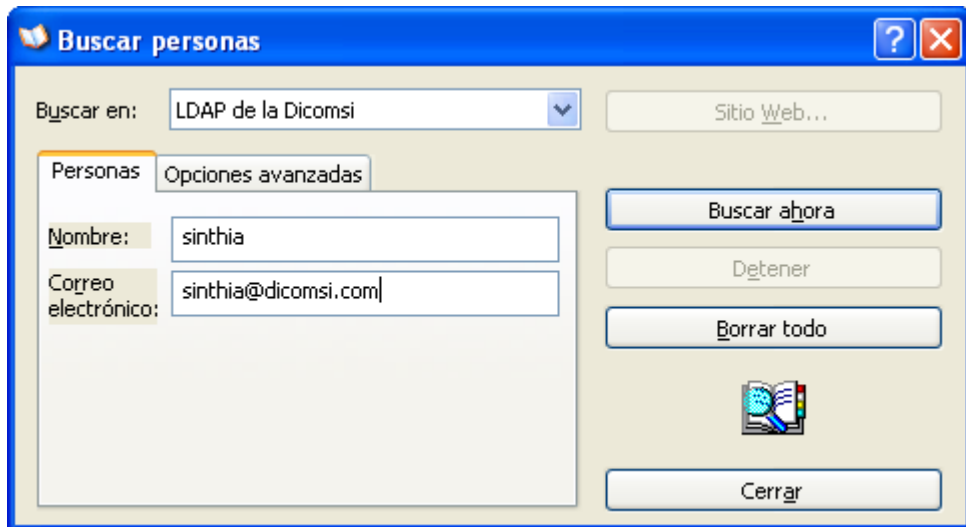 Buscar personas
Buscar en:
LDAP de la Dicomsi
Sitio Web...
Personas
Opciones avanzadas
Nombre:
sinthia
Correo
electrónico:
sinthia@dicomsi.com
Buscar ahora
Detener
Borrar todo
Cerrar